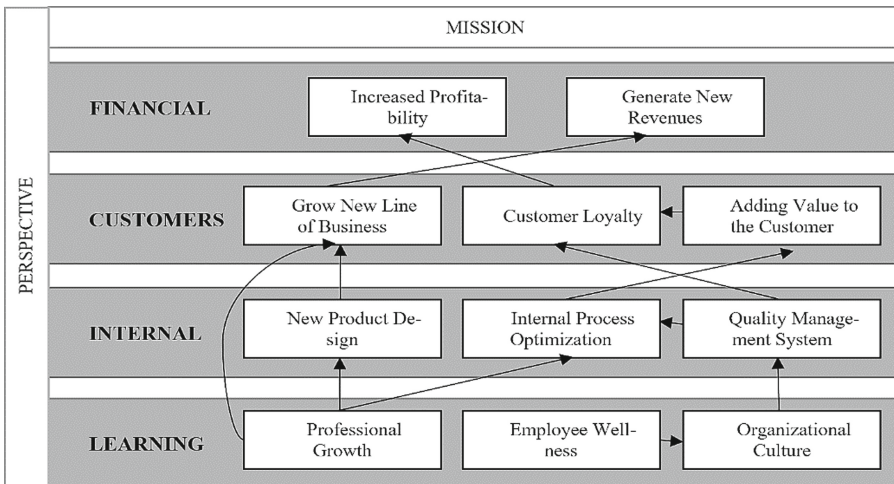 MISSION
PERSPECTIVE
FINANCIAL
Increased Profita-
bility
Generate New
Revenues
CUSTOMERS
Grow New Line
of Business
Customer Loyalty
Adding Value to
the Customer
INTERNAL
New Product De-
sign
Internal Process
Optimization
Quality Manage-
ment System
LEARNING
Professional
Growth
Employee Well-
ness
Organizational
Culture